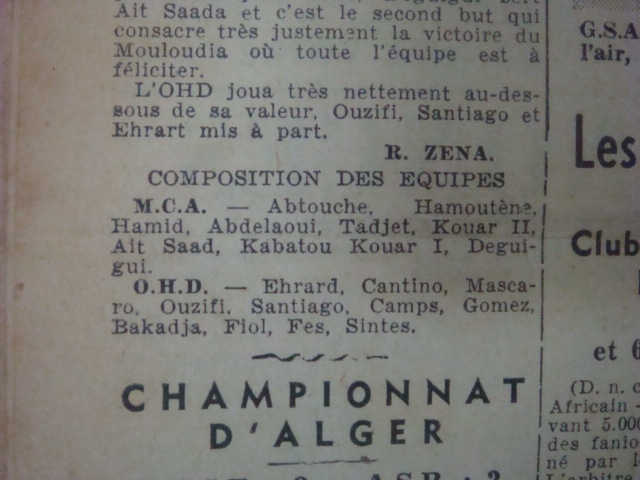 Ait Saada et c'est le second but qui
consacre très justement la victoire du
Mouloudia où toute l'équipe est à
féliciter.
L'OHD joua très nettement au-des-
sous de sa valeur, Ouzifi, Santiago et
Ehrart mis à part.
R. ZENA.
COMPOSITION DES EQUIPES
M.C.A. — Abtouche, Hamoutène,
Hamid, Abdelaoui, Tadjet, Kouar II,
Ait Saad, Kabatou Kouar I, Degui-
gui.
O.H.D. — Ehrard, Cantino, Masca-
ro, Ouzifi, Santiago, Camps, Gomez,
Bakadja, Fiol, Fes, Sintes.
CHAMPIONNAT
D'ALGER
G.S.A
l'air,
Les
Club
et 6
(D. n. c
Africain -
vant 5.000
des fanio
né par l
L'arbitre